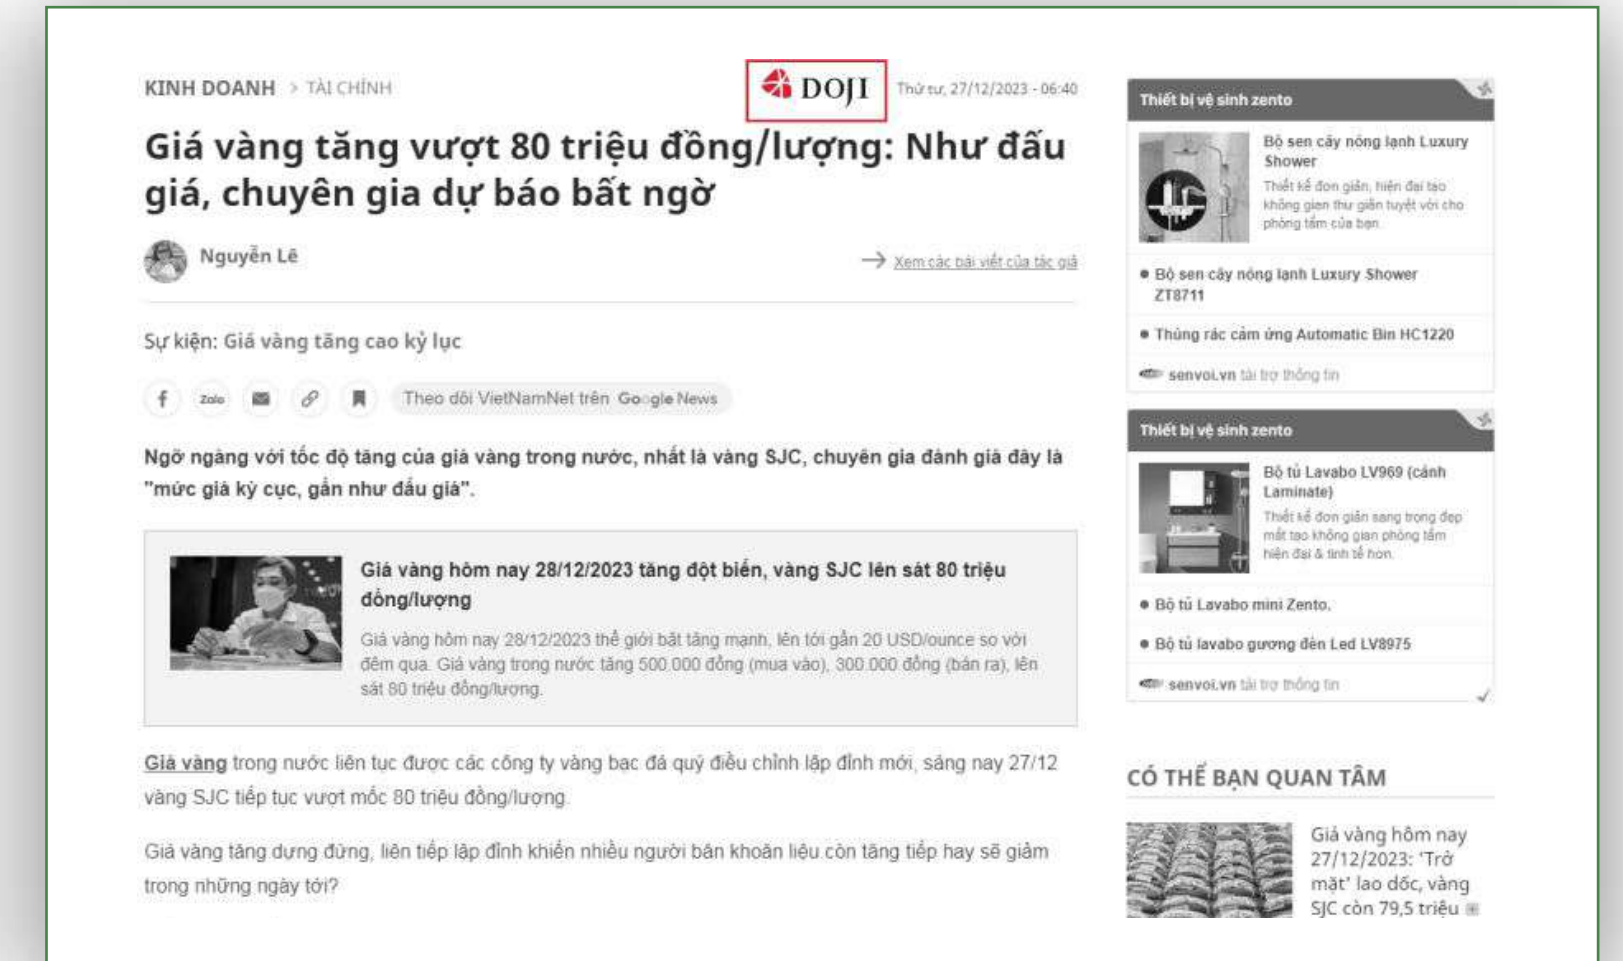 KINH DOANH > TÀI CHÍNH
DOJI
Thứ tư, 27/12/2023 - 06:40
Giá vàng tăng vượt 80 triệu đồng/lượng: Như đấu
giá, chuyên gia dự báo bất ngờ
Nguyễn Lê
Xem các bài viết của tác giả
Sự kiện: Giá vàng tăng cao kỷ lục
Zalo
Theo dõi VietNamNet trên Google News
Ngỡ ngàng với tốc độ tăng của giá vàng trong nước, nhất là vàng SJC, chuyên gia đánh giá đây là
"mức giá kỳ cục, gần như đấu giá".
Giá vàng hôm nay 28/12/2023 tăng đột biến, vàng SJC lên sát 80 triệu
đồng/lượng
Giá vàng hôm nay 28/12/2023 thế giới bật tăng mạnh, lên tới gần 20 USD/ounce so với
đêm qua. Giá vàng trong nước tăng 500.000 đồng (mua vào), 300.000 đồng (bán ra), lên
sát 80 triệu đồng/lượng.
Giá vàng trong nước liên tục được các công ty vàng bạc đá quý điều chỉnh lập đỉnh mới, sáng nay 27/12
vàng SJC tiếp tục vượt mốc 80 triệu đồng/lượng.
Giá vàng tăng dựng đứng, liên tiếp lập đỉnh khiến nhiều người băn khoăn liệu còn tăng tiếp hay sẽ giảm
trong những ngày tới?
Thiết bị vệ sinh zento
Bộ sen cây nóng lạnh Luxury
Shower
Thiết kế đơn giản, hiện đại tạo
không gian thư giãn tuyệt vời cho
phòng tắm của bạn.
Bộ sen cây nóng lạnh Luxury Shower
ZT8711
Thùng rác cảm ứng Automatic Bin HC1220
senvoi.vn tài trợ thông tin
Thiết bị vệ sinh zento
Bộ tủ Lavabo LV969 (cánh
Laminate)
Thiết kế đơn giản sang trọng đẹp
mắt tạo không gian phòng tắm
hiện đại & tinh tế hơn.
Bộ tủ Lavabo mini Zento.
Bộ tủ lavabo gương đèn Led LV8975
senvoi.vn tài trợ thông tin
CÓ THỂ BẠN QUAN TÂM
Giá vàng hôm nay
27/12/2023: 'Trở
mặt' lao dốc, vàng
SJC còn 79,5 triệu